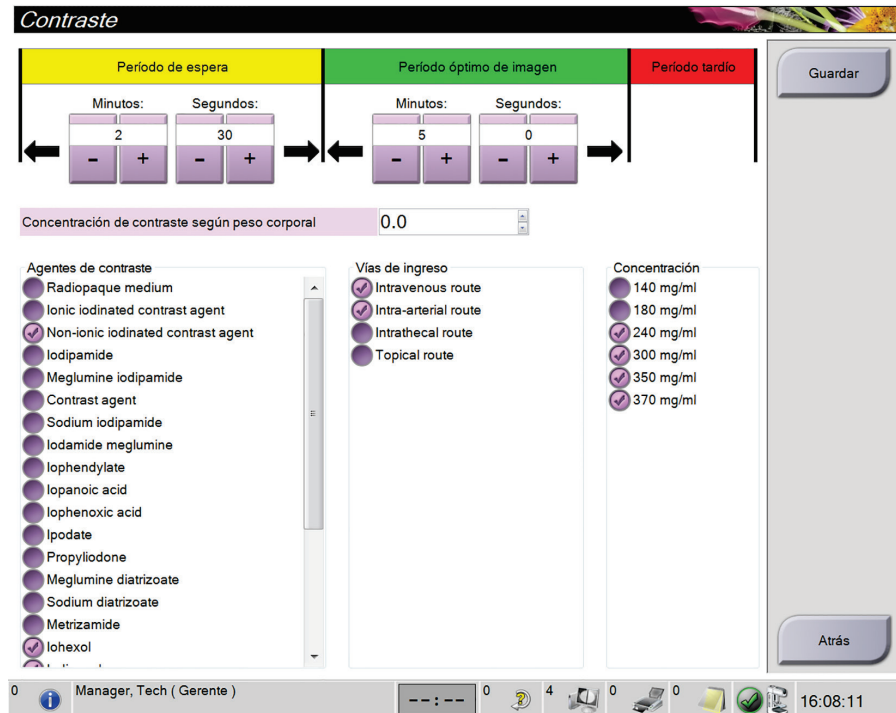 Contraste
Período de espera
Período óptimo de imagen
Período tardío
Guardar
Minutos: Segundos: Minutos: Segundos:
2 30 5 0
- + - + - + - +
Concentración de contraste según peso corporal 0.0
Agentes de contraste
Radiopaque medium
Ionic iodinated contrast agent
Non-ionic iodinated contrast agent
Iodipamide
Meglumine iodipamide
Contrast agent
Sodium iodipamide
Iodamide meglumine
Iophendylate
Iopanoic acid
Iophenoxic acid
Ipodate
Propyliodone
Meglumine diatrizoate
Sodium diatrizoate
Metrizamide
Iohexol
Vías de ingreso
Intravenous route
Intra-arterial route
Intrathecal route
Topical route
Concentración
140 mg/ml
180 mg/ml
240 mg/ml
300 mg/ml
350 mg/ml
370 mg/ml
Atrás
0 Manager, Tech ( Gerente ) --:-- 0 4 0 0 16:08:11